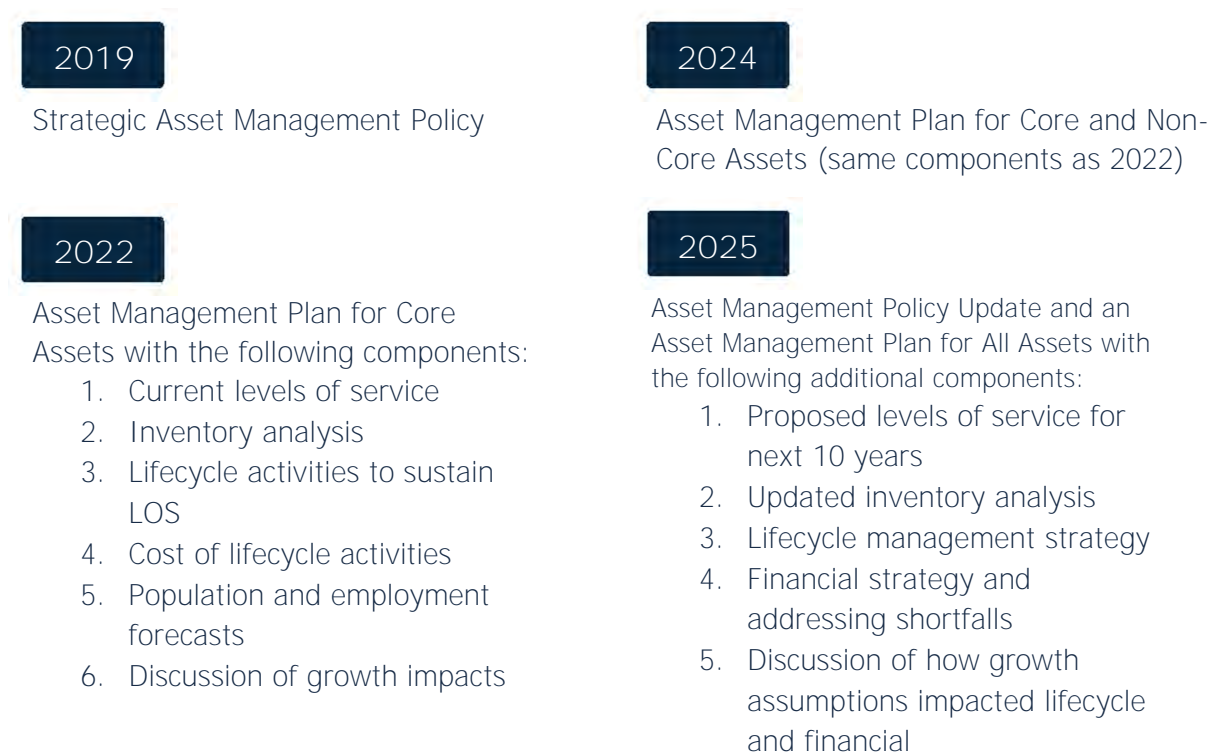 2019
Strategic Asset Management Policy
2022
Asset Management Plan for Core
Assets with the following components:
1. Current levels of service
2. Inventory analysis
3. Lifecycle activities to sustain
LOS
4. Cost of lifecycle activities
5. Population and employment
forecasts
6. Discussion of growth impacts
2024
Asset Management Plan for Core and Non-
Core Assets (same components as 2022)
2025
Asset Management Policy Update and an
Asset Management Plan for All Assets with
the following additional components:
1. Proposed levels of service for
next 10 years
2. Updated inventory analysis
3. Lifecycle management strategy
4. Financial strategy and
addressing shortfalls
5. Discussion of how growth
assumptions impacted lifecycle
and financial